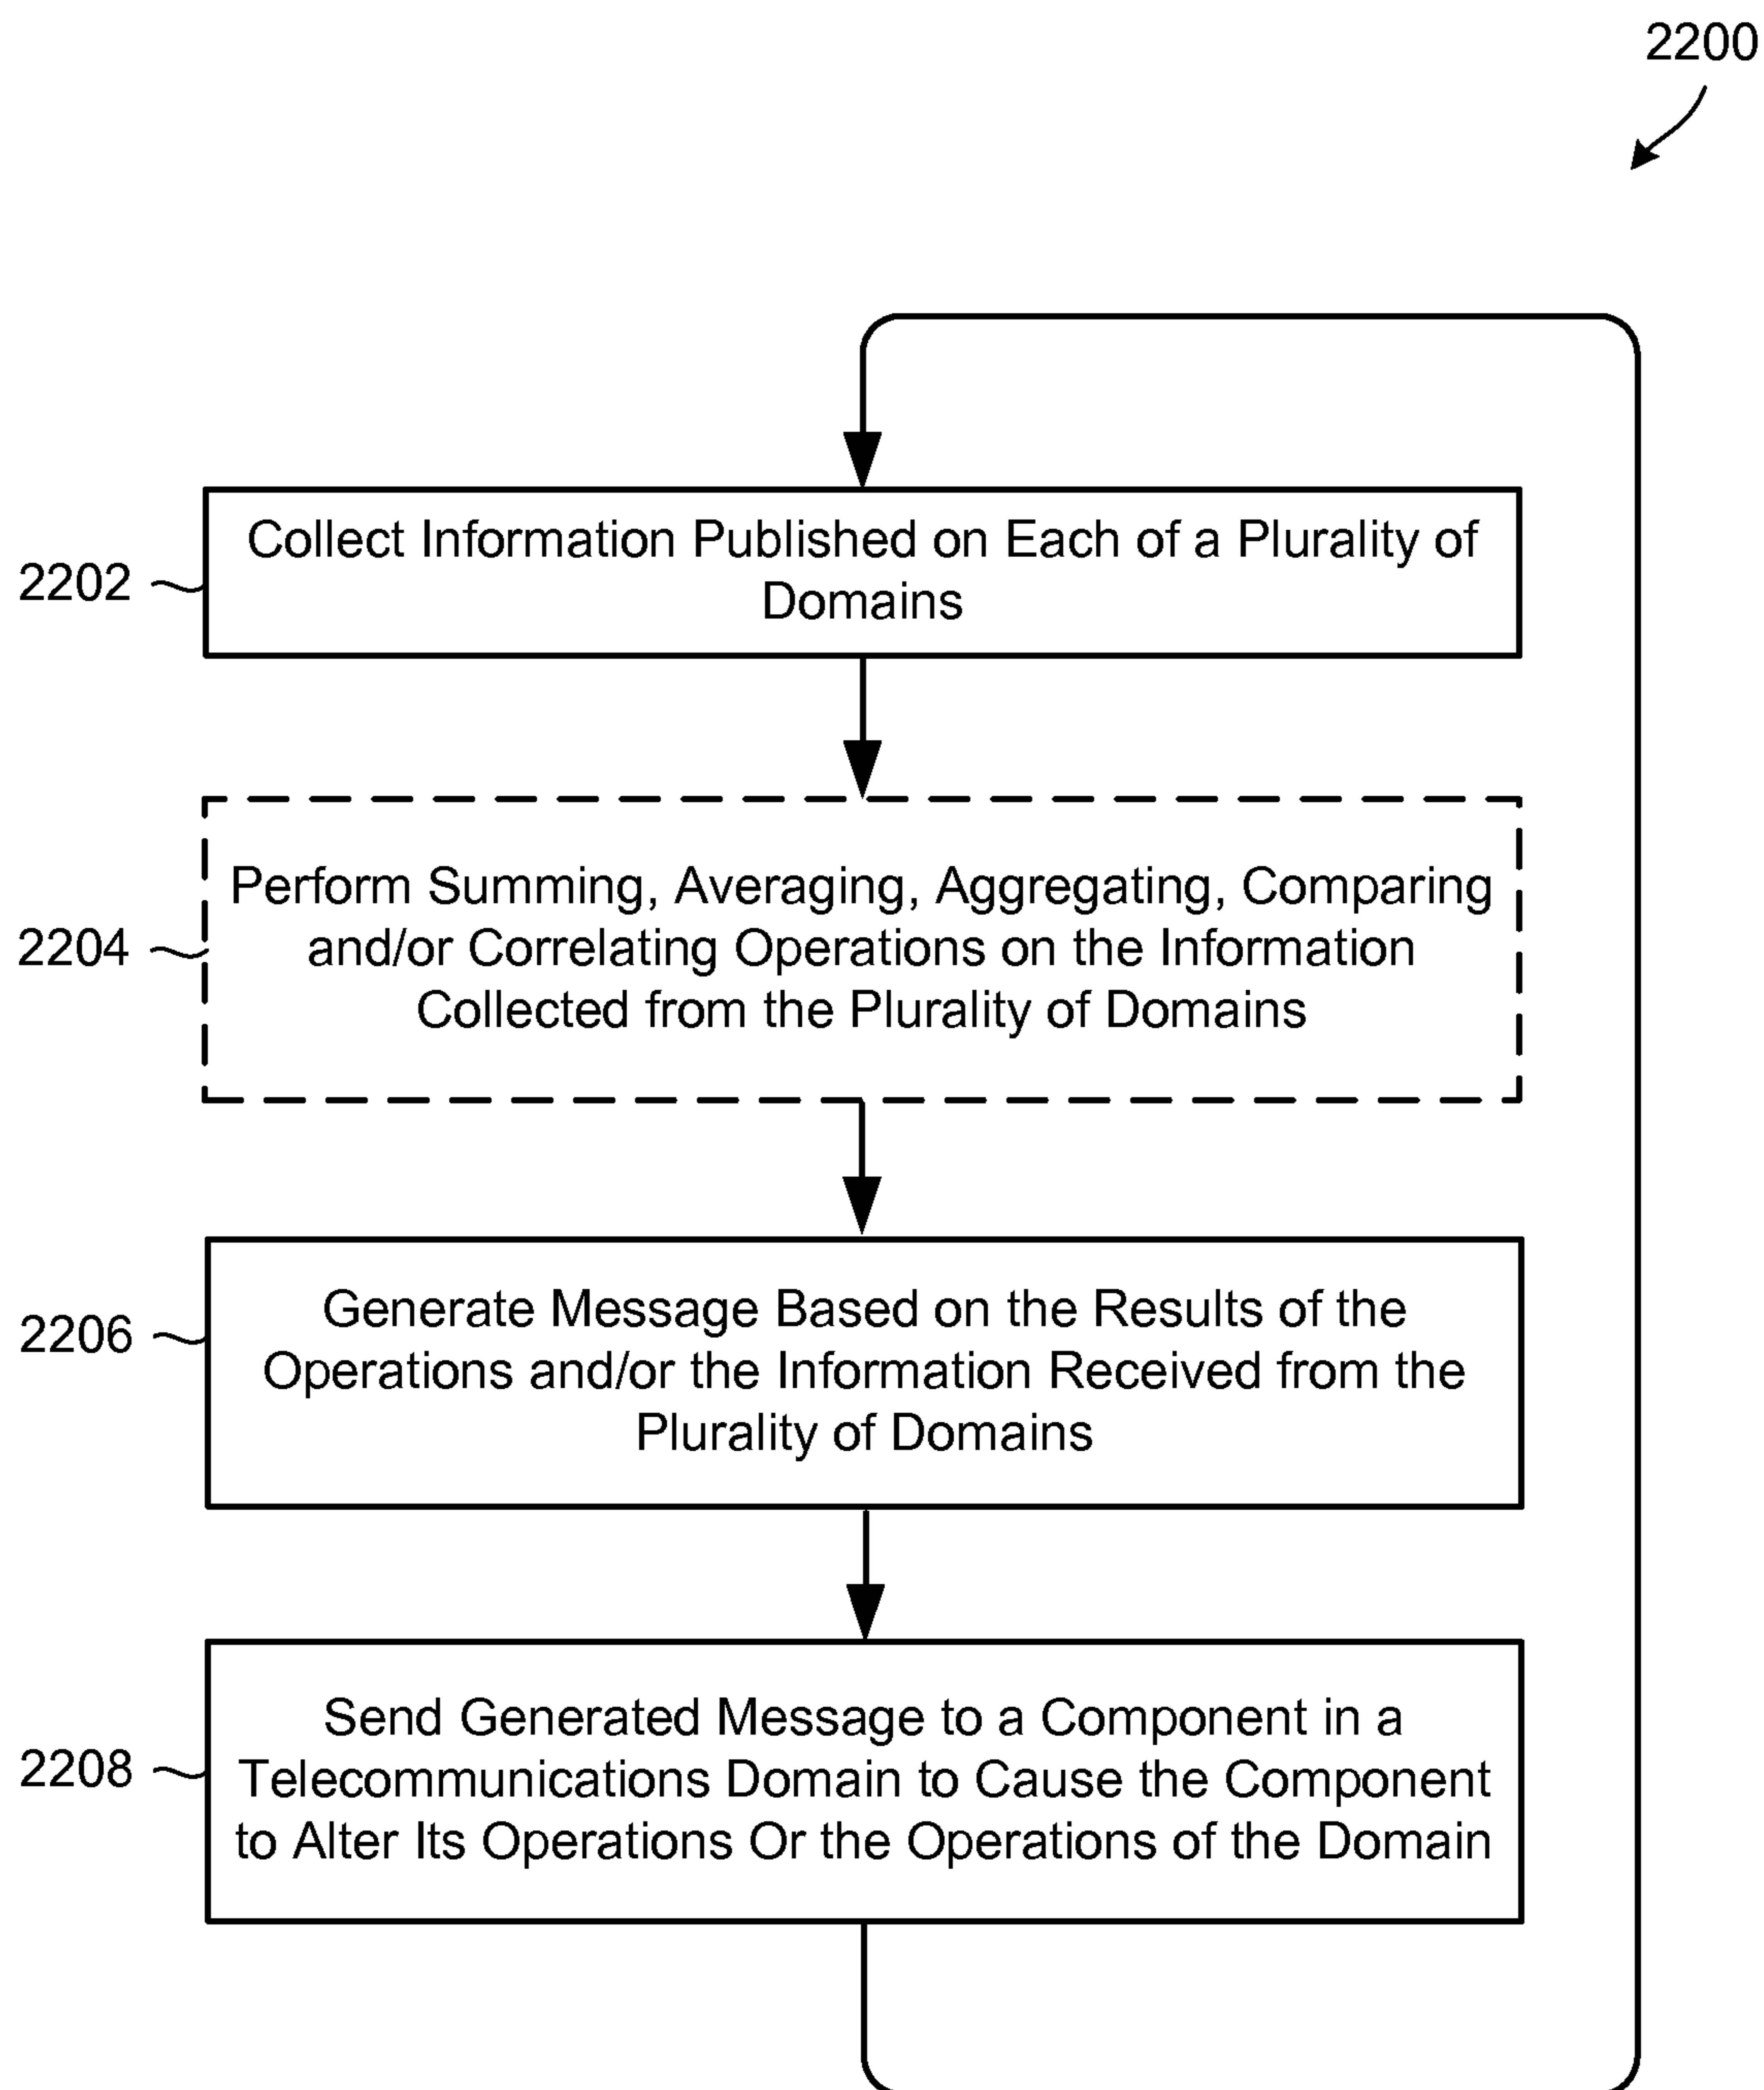 2200
2202
Collect Information Published on Each of a Plurality of
Domains
2204
Perform Summing, Averaging, Aggregating, Comparing
and/or Correlating Operations on the Information
Collected from the Plurality of Domains
2206
Generate Message Based on the Results of the
Operations and/or the Information Received from the
Plurality of Domains
2208
Send Generated Message to a Component in a
Telecommunications Domain to Cause the Component
to Alter Its Operations Or the Operations of the Domain